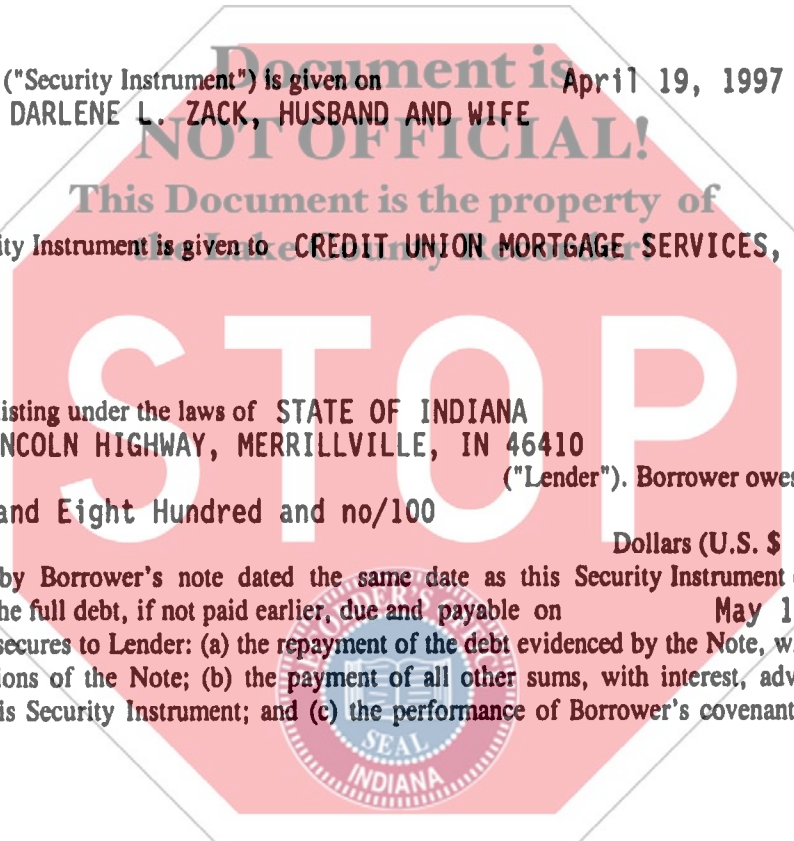 Document is
("Security Instrument") is given on April 19, 1997
DARLENE L. ZACK, HUSBAND AND WIFE
NOT OFFICIAL!
This Document is the property of
ity Instrument is given to CREDIT UNION MORTGAGE SERVICES,
the Lake County Recorder!
STOP
isting under the laws of STATE OF INDIANA
NCOLN HIGHWAY, MERRILLVILLE, IN 46410
("Lender"). Borrower owes
and Eight Hundred and no/100
Dollars (U.S. $
by Borrower's note dated the same date as this Security Instrument
he full debt, if not paid earlier, due and payable on May 1
secures to Lender: (a) the repayment of the debt evidenced by the Note, w
ions of the Note; (b) the payment of all other sums, with interest, adv
is Security Instrument; and (c) the performance of Borrower's covenant
SEAL
INDIANA